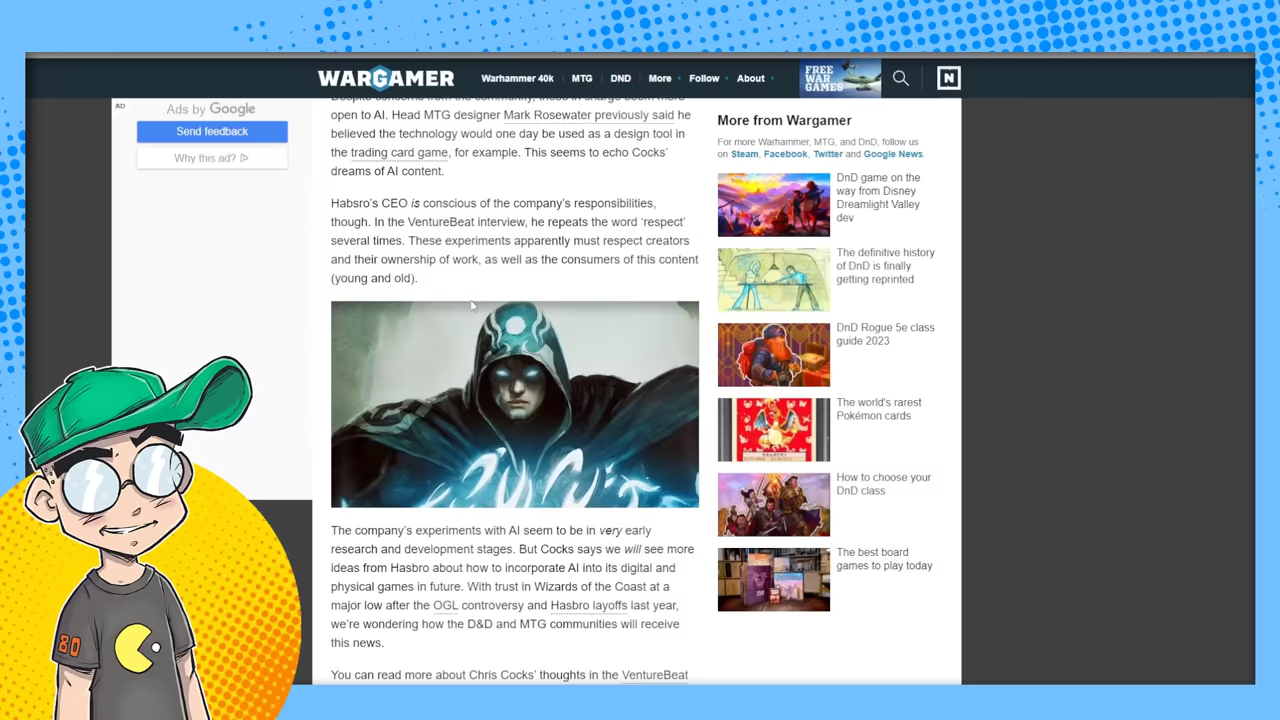 WARGAMER
Warhammer 40k
MTG
DND
More
Follow
About
FREE
WAR
GAMES
N
AD
Ads by Google
Send feedback
Why this ad?
Despite concerns from the community, those in charge seem more
open to AI. Head MTG designer Mark Rosewater previously said he
believed the technology would one day be used as a design tool in
the trading card game, for example. This seems to echo Cocks'
dreams of AI content.
Habsro's CEO is conscious of the company's responsibilities,
though. In the VentureBeat interview, he repeats the word 'respect'
several times. These experiments apparently must respect creators
and their ownership of work, as well as the consumers of this content
(young and old).
The company's experiments with AI seem to be in very early
research and development stages. But Cocks says we will see more
ideas from Hasbro about how to incorporate AI into its digital and
physical games in future. With trust in Wizards of the Coast at a
major low after the OGL controversy and Hasbro layoffs last year,
we're wondering how the D&D and MTG communities will receive
this news.
You can read more about Chris Cocks' thoughts in the VentureBeat
More from Wargamer
For more Warhammer, MTG, and DnD, follow us
on Steam, Facebook, Twitter and Google News.
DnD game on
the way from Disney
Dreamlight Valley
dev
The definitive history
of DnD is finally
getting reprinted
DnD Rogue 5e class
guide 2023
The world's rarest
Pokémon cards
How to choose your
DnD class
The best board
games to play today
80